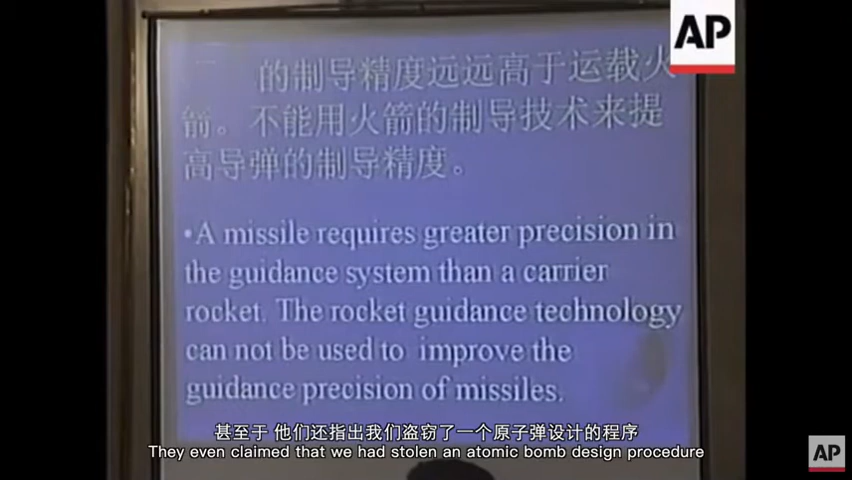 AP
的制导精度远远高于运载火
箭。不能用火箭的制导技术来提
高导弹的制导精度。
•A missile requires greater precision in
the guidance system than a carrier
rocket. The rocket guidance technology
can not be used to improve the
guidance precision of missiles.
甚至于 他们还指出我们盗窃了一个原子弹设计的程序
They even claimed that we had stolen an atomic bomb design procedure
AP